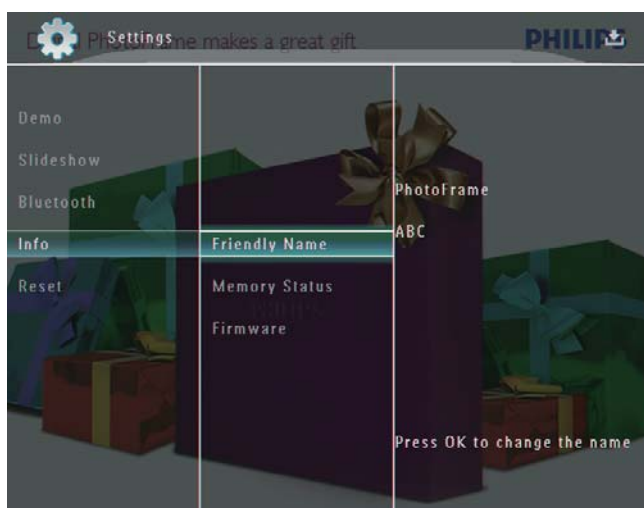 Settings
Photoframe makes a great gift
PHILIPS
Demo
Slideshow
Bluetooth
Info
Reset
Friendly Name
Memory Status
Firmware
PhotoFrame
ABC
Press OK to change the name